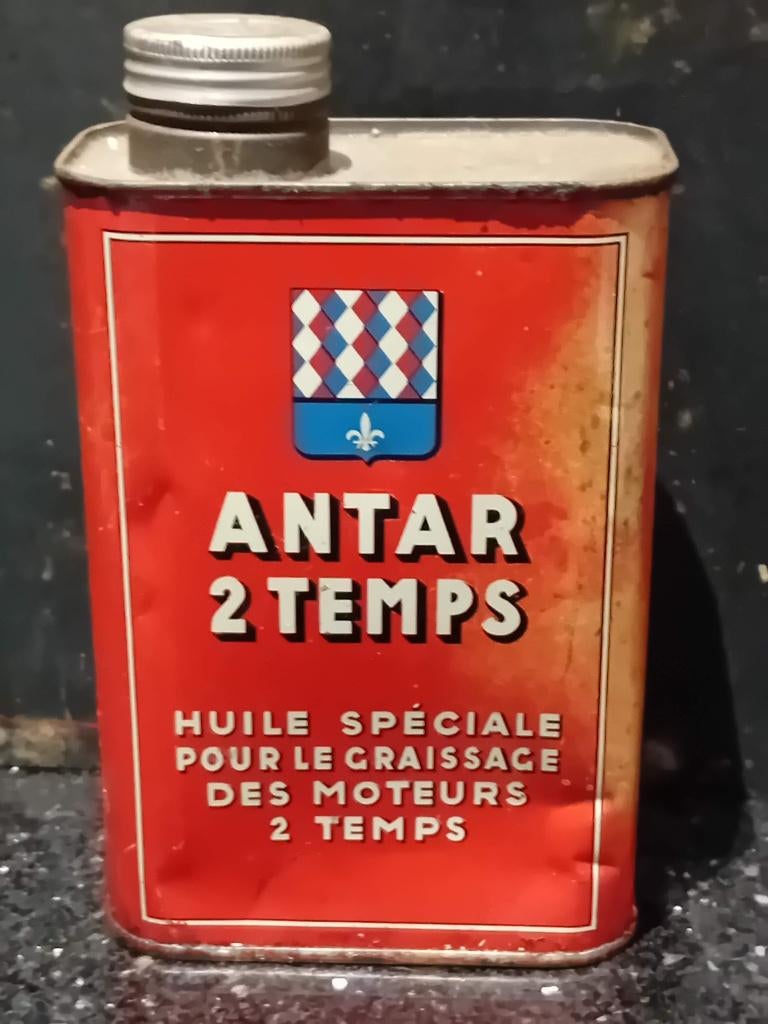 ANTAR
2 TEMPS
HUILE SPÉCIALE
POUR LE GRAISSAGE
DES MOTEURS
2 TEMPS